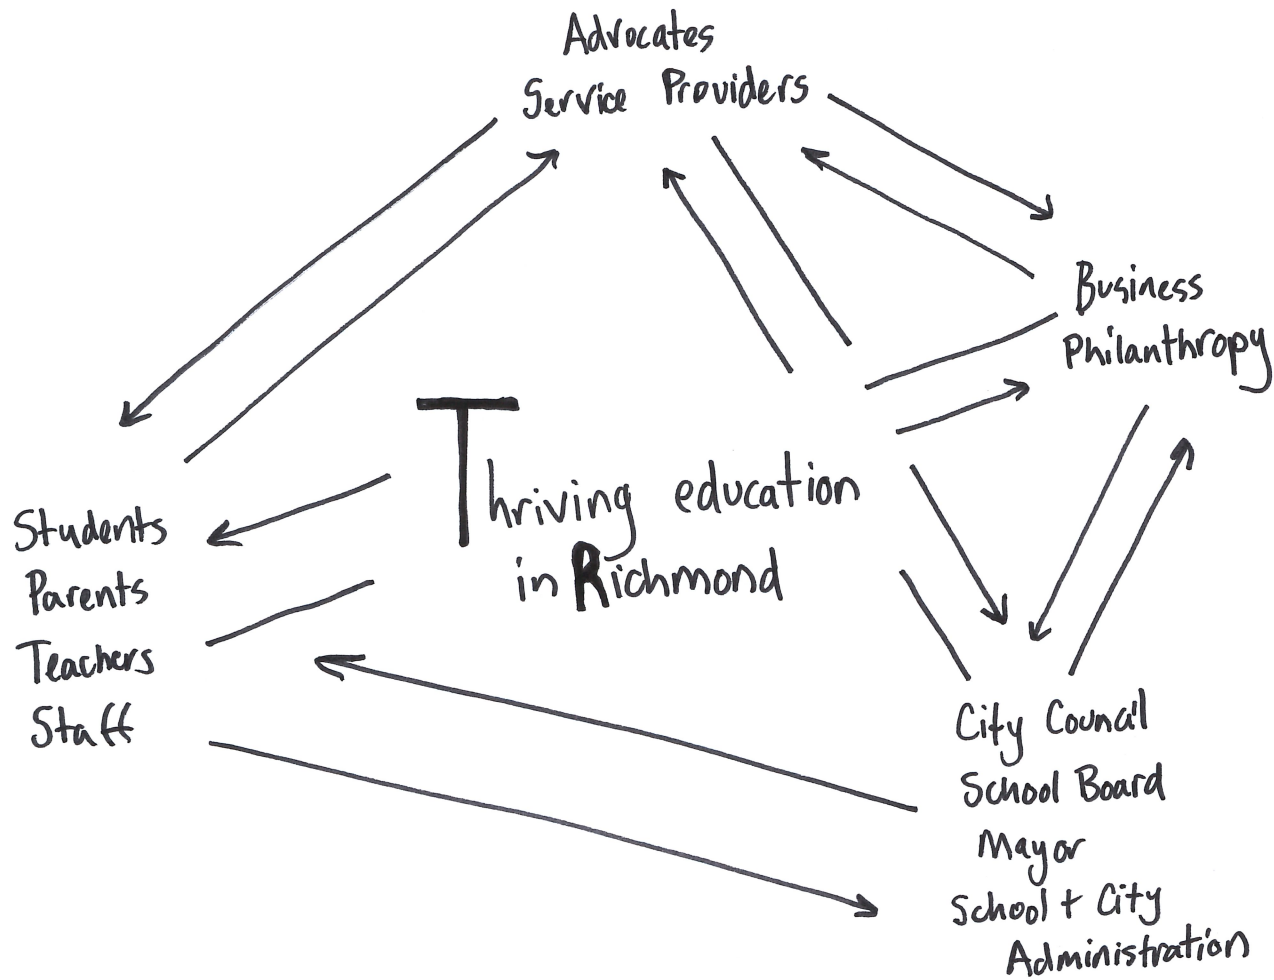 Advocates
Service Providers
Business
Philanthropy
Thriving education
in Richmond
Students
Parents
Teachers
Staff
City Council
School Board
Mayor
School + City
Administration